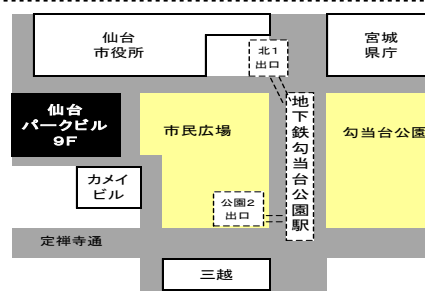 仙台
市役所
北1
出口
宮城
県庁
仙台
パークビル
9F
市民広場
地下鉄勾当台公園駅
勾当台公園
カメイ
ビル
公園2
出口
定禅寺通
三越